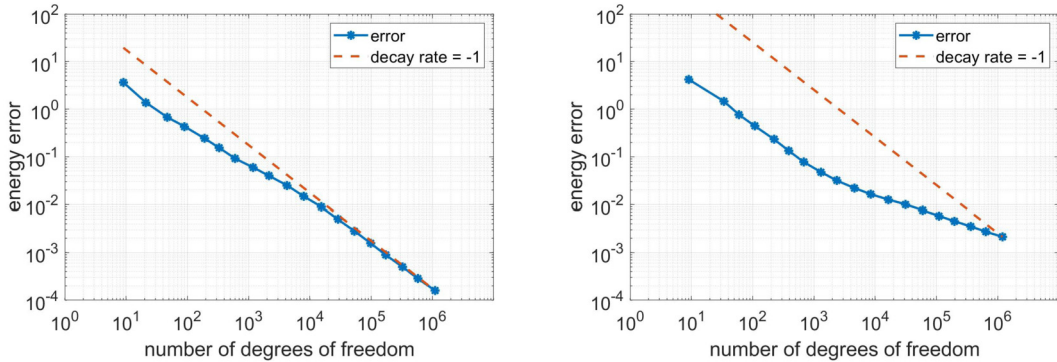 10^2
10^1
10^0
10^-1
10^-2
10^-3
10^-4
energy error
error
decay rate = -1
10^0 10^1 10^2 10^3 10^4 10^5 10^6
number of degrees of freedom
10^2
10^1
10^0
10^-1
10^-2
10^-3
10^-4
energy error
error
decay rate = -1
10^0 10^1 10^2 10^3 10^4 10^5 10^6
number of degrees of freedom